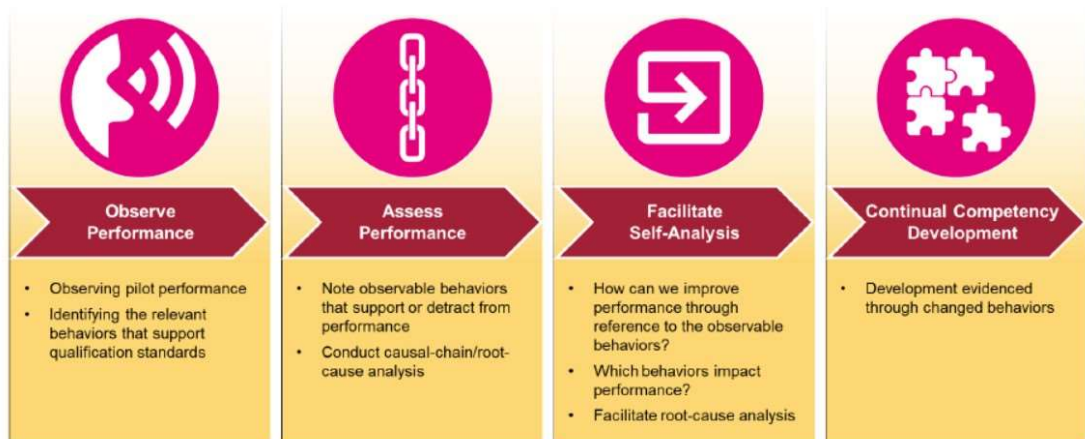 Observe
Performance
• Observing pilot performance
• Identifying the relevant
behaviors that support
qualification standards
Assess
Performance
• Note observable behaviors
that support or detract from
performance
• Conduct causal-chain/root-
cause analysis
Facilitate
Self-Analysis
• How can we improve
performance through
reference to the observable
behaviors?
• Which behaviors impact
performance?
• Facilitate root-cause analysis
Continual Competency
Development
• Development evidenced
through changed behaviors